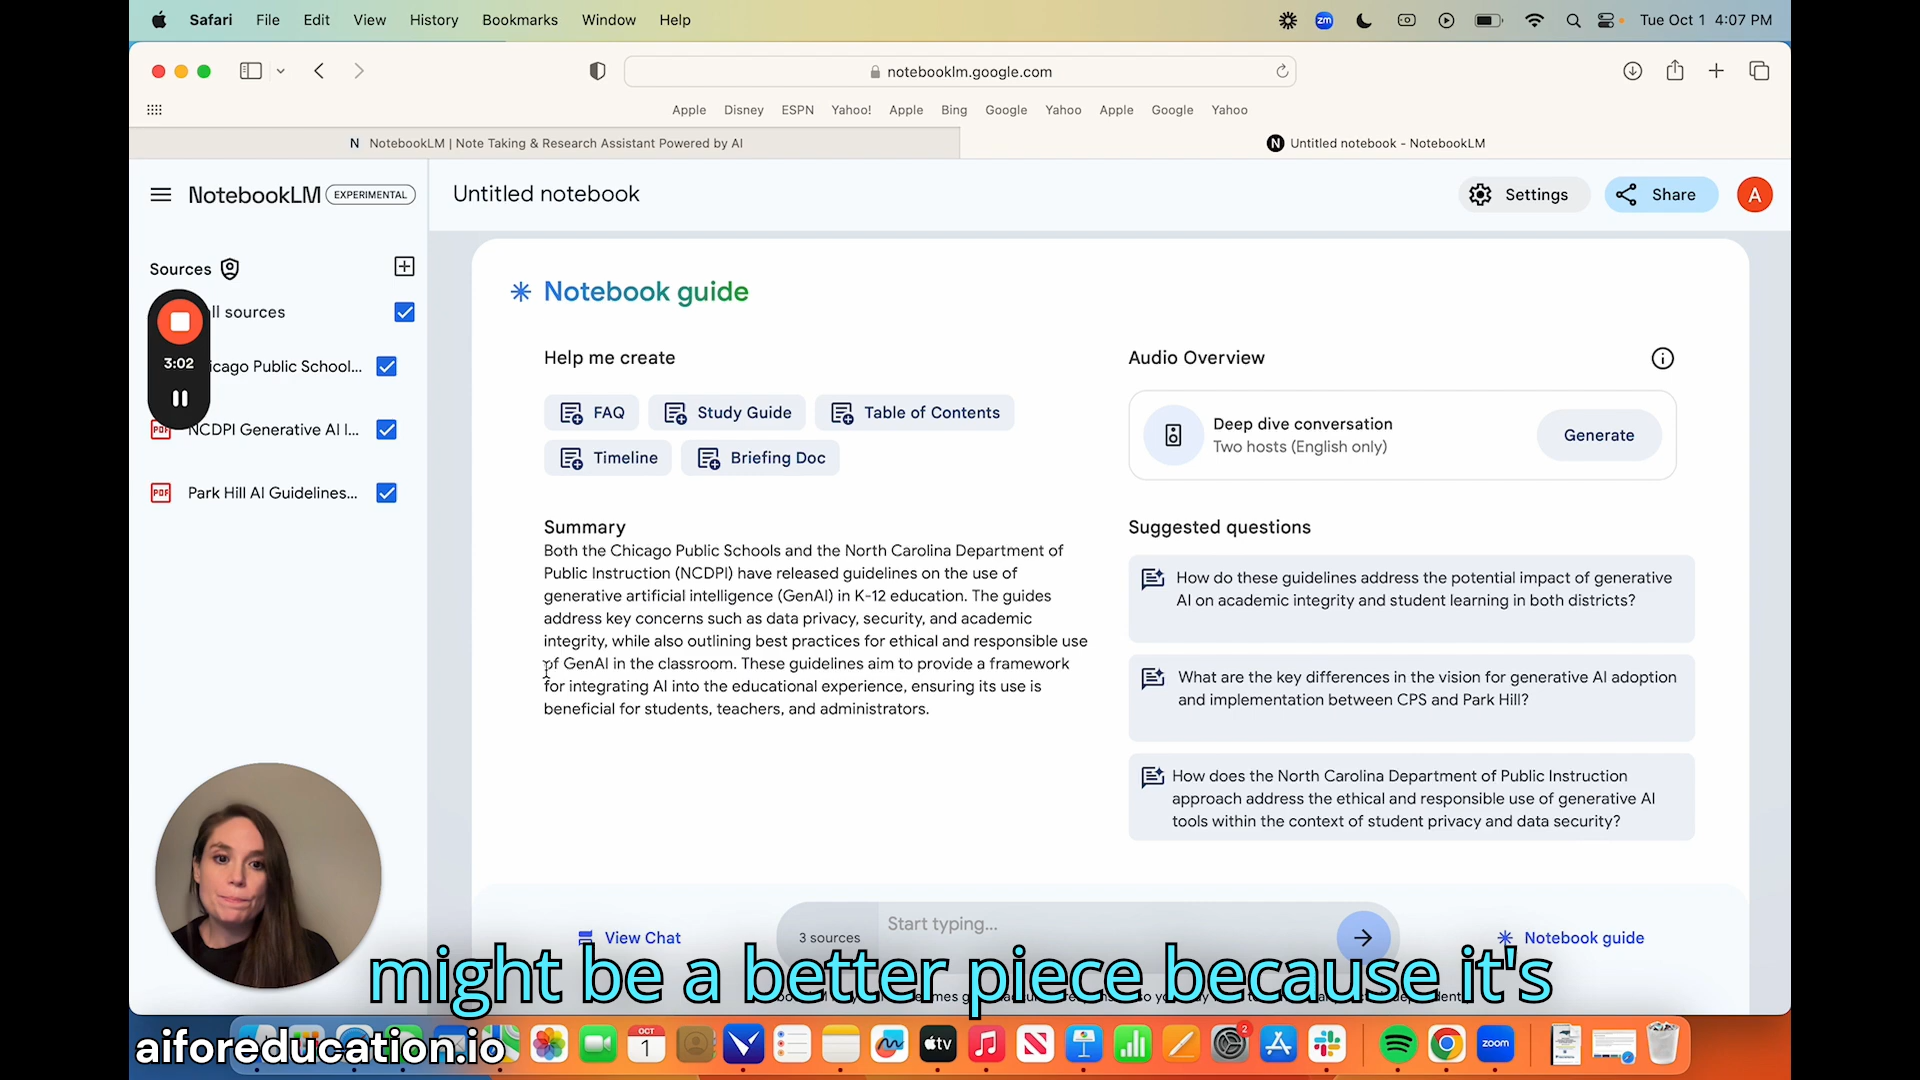 Safari File Edit View History Bookmarks Window Help
zm
Tue Oct 1 4:07 PM
notebooklm.google.com
Apple Disney ESPN Yahoo! Apple Bing Google Yahoo Apple Google Yahoo
N NotebookLM | Note Taking & Research Assistant Powered by AI
N Untitled notebook - NotebookLM
NotebookLM EXPERIMENTAL
Untitled notebook
Settings
Share
A
Sources
ll sources
3:02
icago Public School...
PDF NCDPI Generative AI I...
PDF Park Hill AI Guidelines...
Notebook guide
Help me create
FAQ
Study Guide
Table of Contents
Timeline
Briefing Doc
Audio Overview
Deep dive conversation
Two hosts (English only)
Generate
Summary
Both the Chicago Public Schools and the North Carolina Department of
Public Instruction (NCDPI) have released guidelines on the use of
generative artificial intelligence (GenAI) in K-12 education. The guides
address key concerns such as data privacy, security, and academic
integrity, while also outlining best practices for ethical and responsible use
of GenAI in the classroom. These guidelines aim to provide a framework
for integrating AI into the educational experience, ensuring its use is
beneficial for students, teachers, and administrators.
Suggested questions
How do these guidelines address the potential impact of generative
AI on academic integrity and student learning in both districts?
What are the key differences in the vision for generative AI adoption
and implementation between CPS and Park Hill?
How does the North Carolina Department of Public Instruction
approach address the ethical and responsible use of generative AI
tools within the context of student privacy and data security?
View Chat
3 sources
Start typing...
Notebook guide
might be a better piece because it's
aiforeducation.io
OCT
1
tv
2
zoom